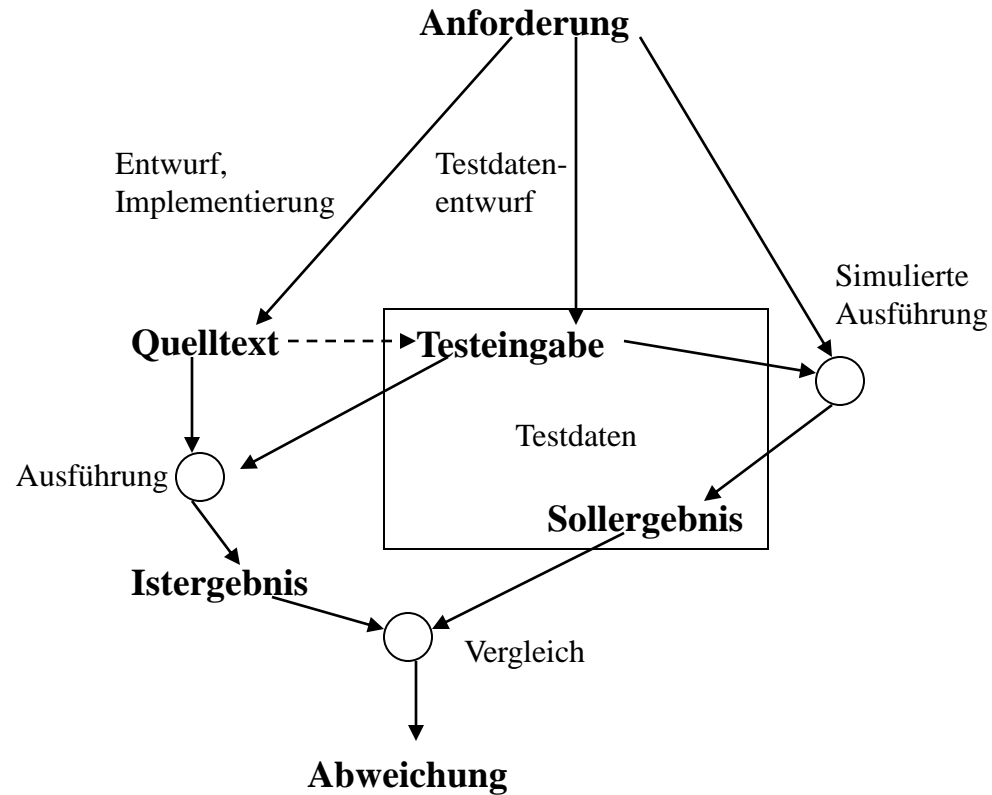 Anforderung
Entwurf,
Implementierung
Testdaten-
entwurf
Simulierte
Ausführung
Quelltext
Testeingabe
Testdaten
Ausführung
Sollergebnis
Istergebnis
Vergleich
Abweichung